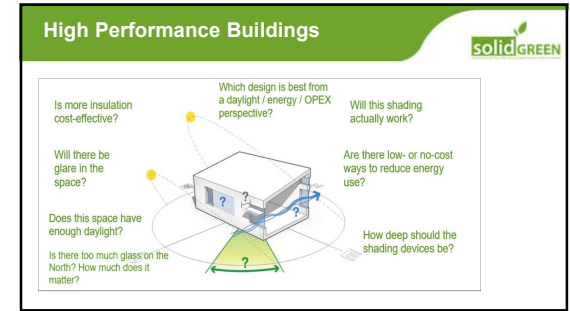 High Performance Buildings
solidGREEN
Is more insulation
cost-effective?
Which design is best from
a daylight / energy / OPEX
perspective?
Will this shading
actually work?
Will there be
glare in the
space?
Are there low- or no-cost
ways to reduce energy
use?
?
?
?
Does this space have
enough daylight?
How deep should the
shading devices be?
Is there too much glass on the
North? How much does it
matter?
?